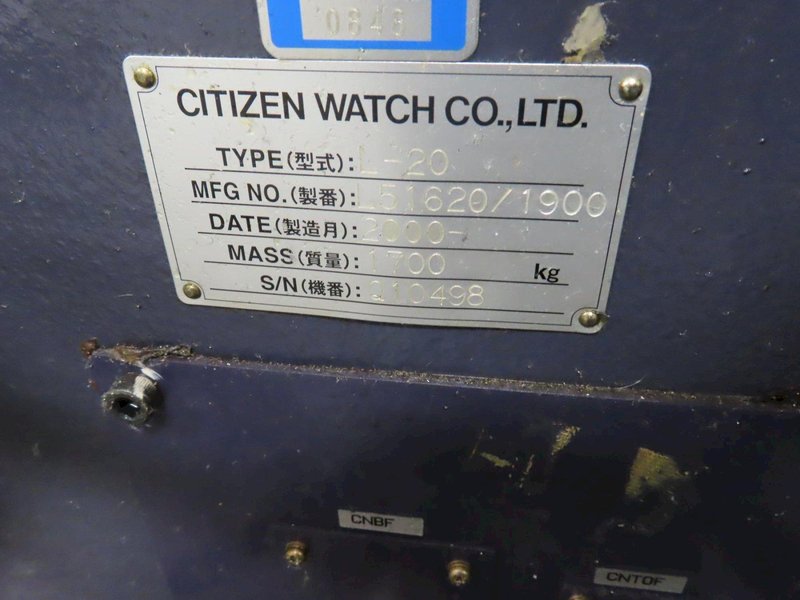 0848
CITIZEN WATCH CO., LTD.
TYPE(型式): L-20
MFG NO.(製番): L51620/1900
DATE(製造月): 2000-
MASS(質量): 1700 kg
S/N(機番): Q10498
CNBF
CNTOF